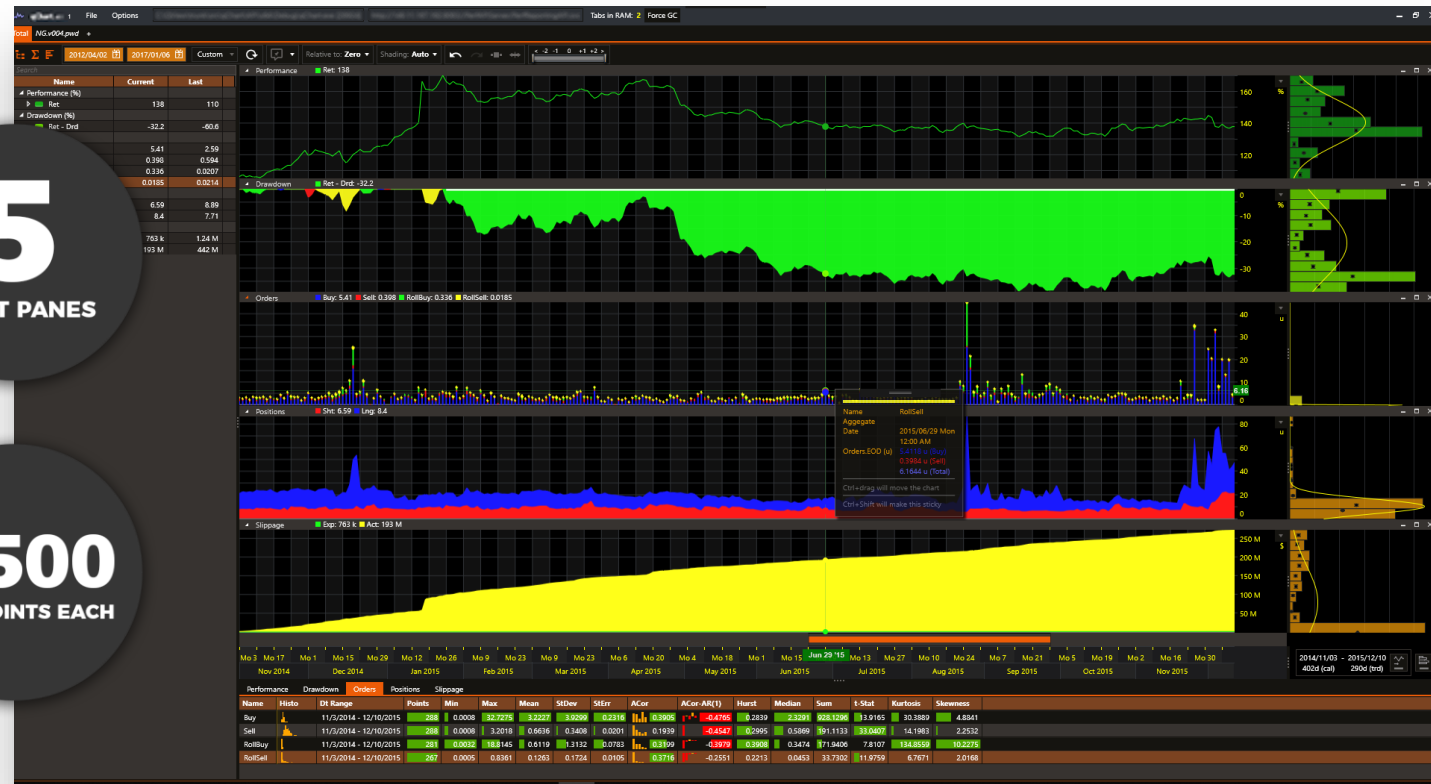 File Options Tabs in RAM: 2 Force GC
Total NG.v004.pwd +
2012/04/02 2017/01/06 Custom Relative to: Zero Shading: Auto < -2 -1 0 +1 +2 >
Search
Name Current Last
Performance (%)
Ret 138 110
Drawdown (%)
Ret - Drd -32.2 -60.6
5.41 2.59
0.398 0.594
0.336 0.0207
0.0185 0.0214
6.59 8.89
8.4 7.71
763 k 1.24 M
193 M 442 M
5
T PANES
500
OINTS EACH
Performance Ret: 138
160
140
120
%
Drawdown Ret - Drd: -32.2
0
-10
-20
-30
%
Orders Buy: 5.41 Sell: 0.398 RollBuy: 0.336 RollSell: 0.0185
40
30
20
10
6.16
0
u
Name RollSell
Aggregate
Date 2015/06/29 Mon
12:00 AM
Orders.EOD (u) 5.4118 u (Buy)
0.3984 u (Sell)
6.1644 u (Total)
Ctrl+drag will move the chart
Ctrl+Shift will make this sticky
Positions Sht: 6.59 Lng: 8.4
80
60
40
20
0
u
Slippage Exp: 763 k Act: 193 M
250 M
200 M
150 M
100 M
50 M
$
Mo 3 Mo 17 Mo 1 Mo 15 Mo 29 Mo 12 Mo 26 Mo 9 Mo 23 Mo 9 Mo 23 Mo 6 Mo 20 Mo 4 Mo 18 Mo 1 Mo 15 Jun 29 '15 Mo 13 Mo 27 Mo 10 Mo 24 Mo 7 Mo 21 Mo 5 Mo 19 Mo 2 Mo 16 Mo 30
Nov 2014 Dec 2014 Jan 2015 Feb 2015 Mar 2015 Apr 2015 May 2015 Jun 2015 Jul 2015 Aug 2015 Sep 2015 Oct 2015 Nov 2015
2014/11/03 - 2015/12/10
402d (cal) 290d (trd)
Performance Drawdown Orders Positions Slippage
Name Histo Dt Range Points Min Max Mean StDev StErr ACor ACor-AR(1) Hurst Median Sum t-Stat Kurtosis Skewness
Buy 11/3/2014 - 12/10/2015 288 0.0008 32.7275 3.2227 3.9299 0.2316 0.3905 -0.4765 0.2839 2.3291 928.1296 13.9165 30.3889 4.8841
Sell 11/3/2014 - 12/10/2015 288 0.0008 3.2018 0.6636 0.3408 0.0201 0.1939 -0.4547 0.2995 0.5869 191.1133 33.0407 14.1983 2.2532
RollBuy 11/3/2014 - 12/10/2015 281 0.0032 18.8145 0.6119 1.3132 0.0783 0.3199 -0.3979 0.3908 0.3474 171.9406 7.8107 134.8559 10.2275
RollSell 11/3/2014 - 12/10/2015 267 0.0005 0.8361 0.1263 0.1724 0.0105 0.3716 -0.2551 0.2213 0.0453 33.7302 11.9759 6.7671 2.0168